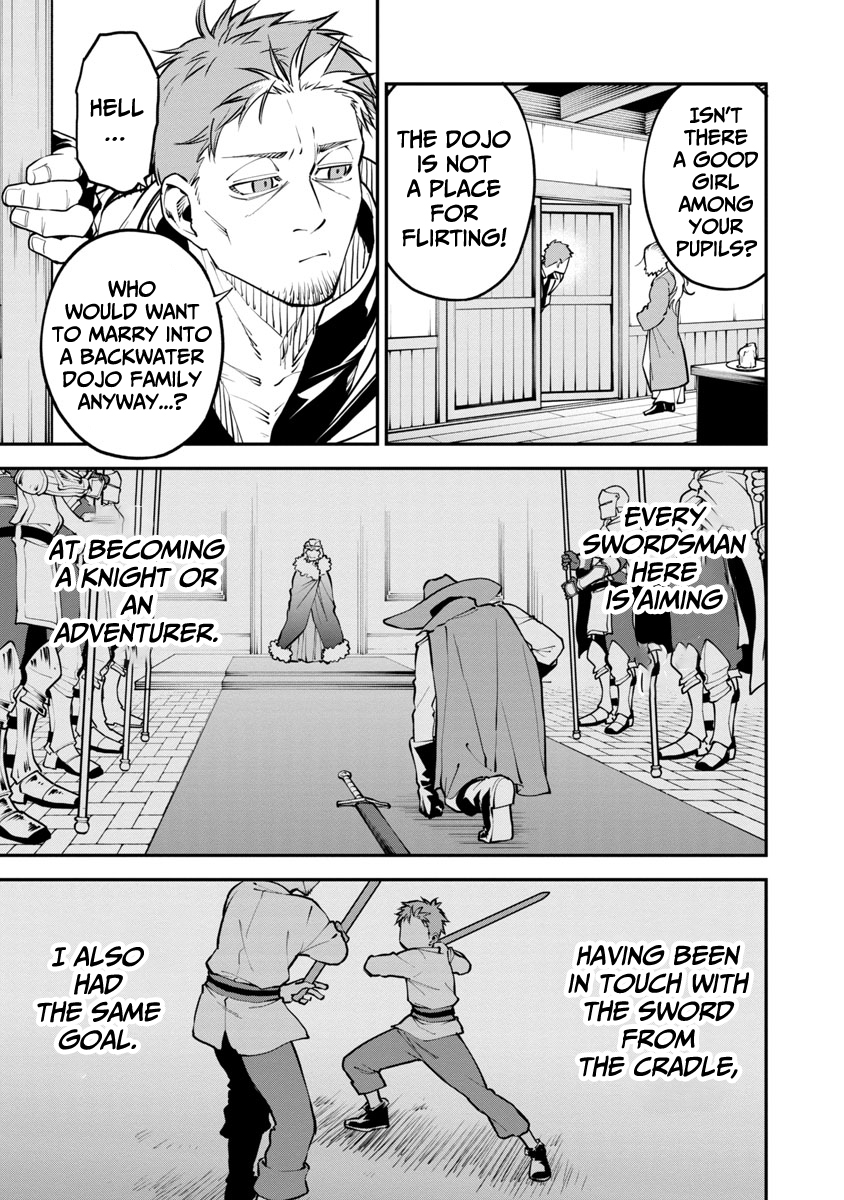 ISN'T
THERE
A GOOD
GIRL
AMONG
YOUR
PUPILS?
THE DOJO
IS NOT
A PLACE
FOR
FLIRTING!
HELL
...
WHO
WOULD WANT
TO MARRY INTO
A BACKWATER
DOJO FAMILY
ANYWAY...?
EVERY
SWORDSMAN
HERE
IS AIMING
AT BECOMING
A KNIGHT OR
AN
ADVENTURER.
HAVING BEEN
IN TOUCH WITH
THE SWORD
FROM
THE CRADLE,
I ALSO
HAD
THE SAME
GOAL.